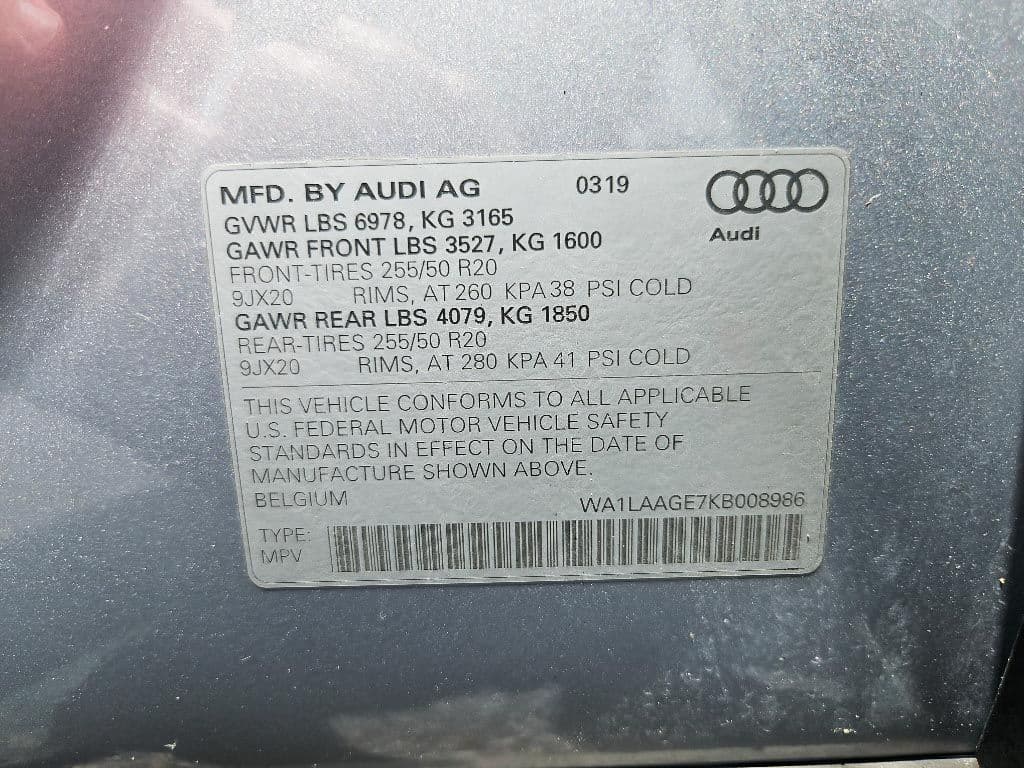 MFD. BY AUDI AG 0319
Audi
GVWR LBS 6978, KG 3165
GAWR FRONT LBS 3527, KG 1600
FRONT-TIRES 255/50 R20
9JX20 RIMS, AT 260 KPA 38 PSI COLD
GAWR REAR LBS 4079, KG 1850
REAR-TIRES 255/50 R20
9JX20 RIMS, AT 280 KPA 41 PSI COLD
THIS VEHICLE CONFORMS TO ALL APPLICABLE
U.S. FEDERAL MOTOR VEHICLE SAFETY
STANDARDS IN EFFECT ON THE DATE OF
MANUFACTURE SHOWN ABOVE.
BELGIUM WA1LAAGE7KB008986
TYPE:
MPV